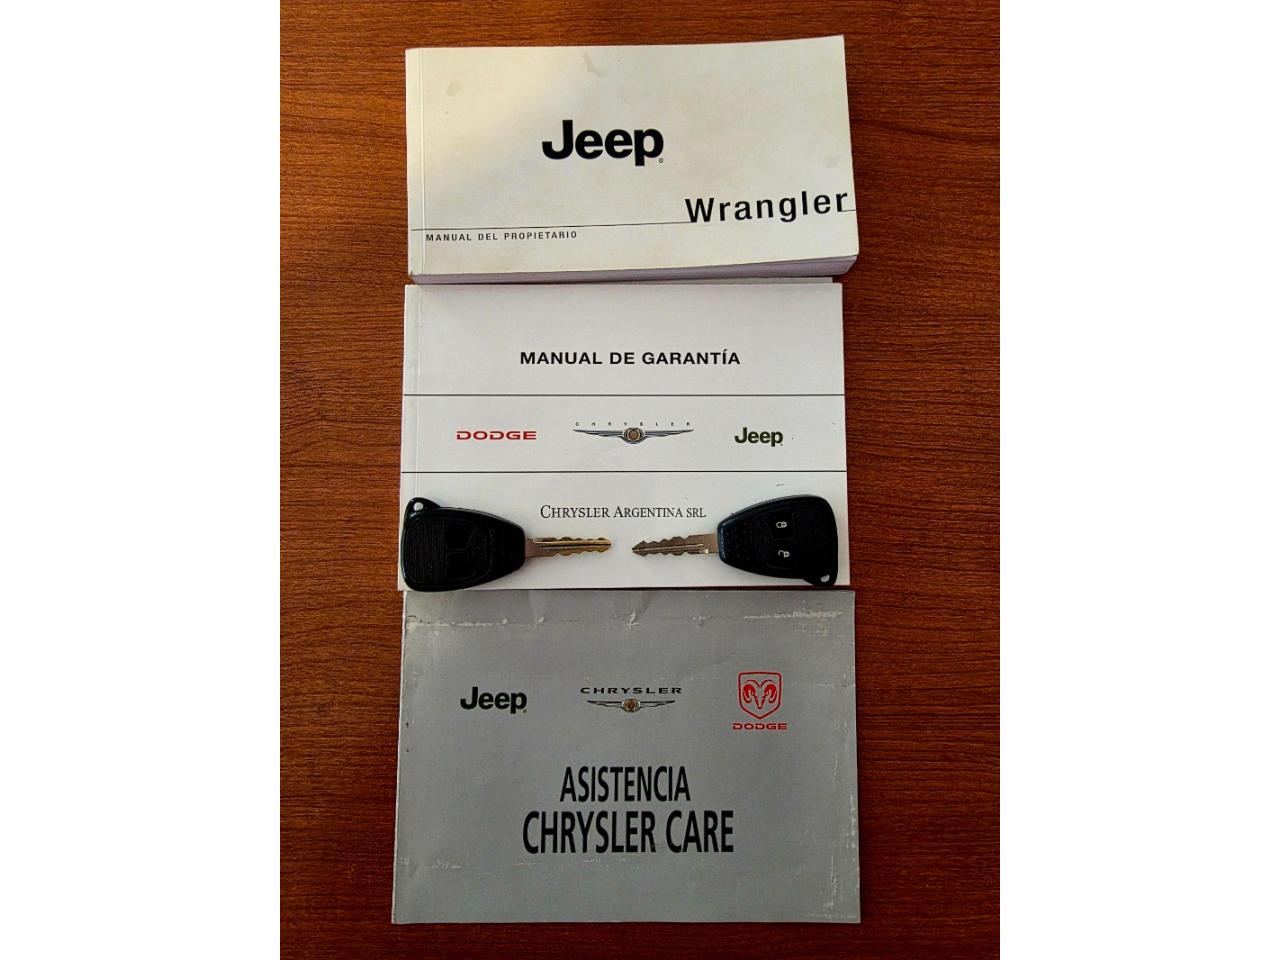 Jeep
Wrangler
MANUAL DEL PROPIETARIO
MANUAL DE GARANTÍA
DODGE CHRYSLER Jeep
CHRYSLER ARGENTINA SRL
Jeep CHRYSLER DODGE
ASISTENCIA
CHRYSLER CARE